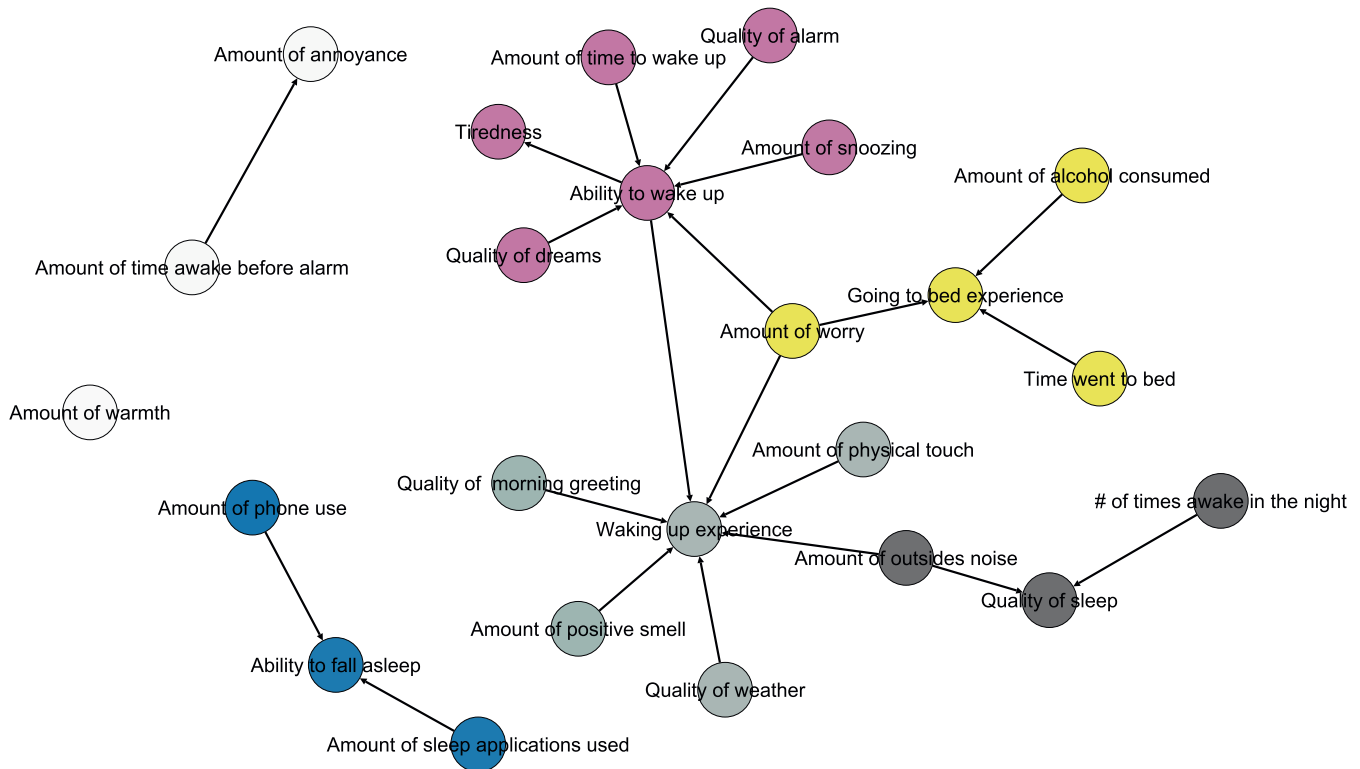 Quality of alarm
Amount of annoyance
Amount of time to wake up
Tiredness
Amount of snoozing
Amount of alcohol consumed
Ability to wake up
Quality of dreams
Amount of time awake before alarm
Going to bed experience
Amount of worry
Time went to bed
Amount of warmth
Amount of physical touch
Quality of  morning greeting
# of times awake in the night
Amount of phone use
Waking up experience
Amount of outsides noise
Quality of sleep
Amount of positive smell
Ability to fall asleep
Quality of weather
Amount of sleep applications used